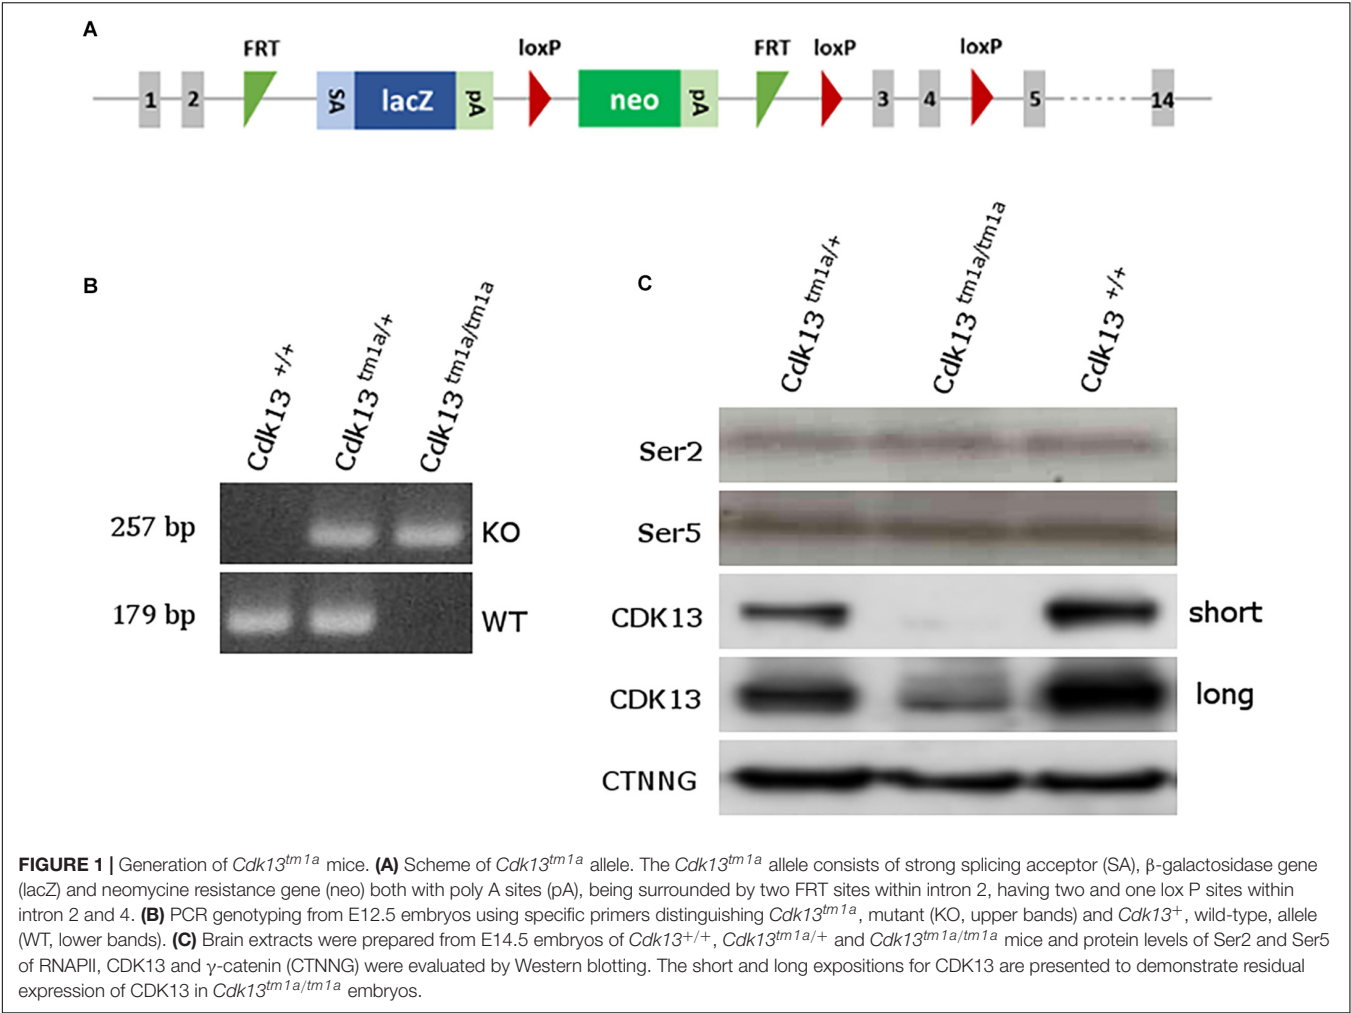 A
FRT loxP FRT loxP loxP
1 2 SA lacZ pA neo pA 3 4 5 14
B
Cdk13 +/+ Cdk13 tm1a/+ Cdk13 tm1a/tm1a
257 bp KO
179 bp WT
C
Cdk13 tm1a/+ Cdk13 tm1a/tm1a Cdk13 +/+
Ser2
Ser5
CDK13 short
CDK13 long
CTNNG
FIGURE 1 | Generation of Cdk13tm1a mice. (A) Scheme of Cdk13tm1a allele. The Cdk13tm1a allele consists of strong splicing acceptor (SA), β-galactosidase gene
(lacZ) and neomycine resistance gene (neo) both with poly A sites (pA), being surrounded by two FRT sites within intron 2, having two and one lox P sites within
intron 2 and 4. (B) PCR genotyping from E12.5 embryos using specific primers distinguishing Cdk13tm1a, mutant (KO, upper bands) and Cdk13+, wild-type, allele
(WT, lower bands). (C) Brain extracts were prepared from E14.5 embryos of Cdk13+/+, Cdk13tm1a/+ and Cdk13tm1a/tm1a mice and protein levels of Ser2 and Ser5
of RNAPII, CDK13 and γ-catenin (CTNNG) were evaluated by Western blotting. The short and long expositions for CDK13 are presented to demonstrate residual
expression of CDK13 in Cdk13tm1a/tm1a embryos.